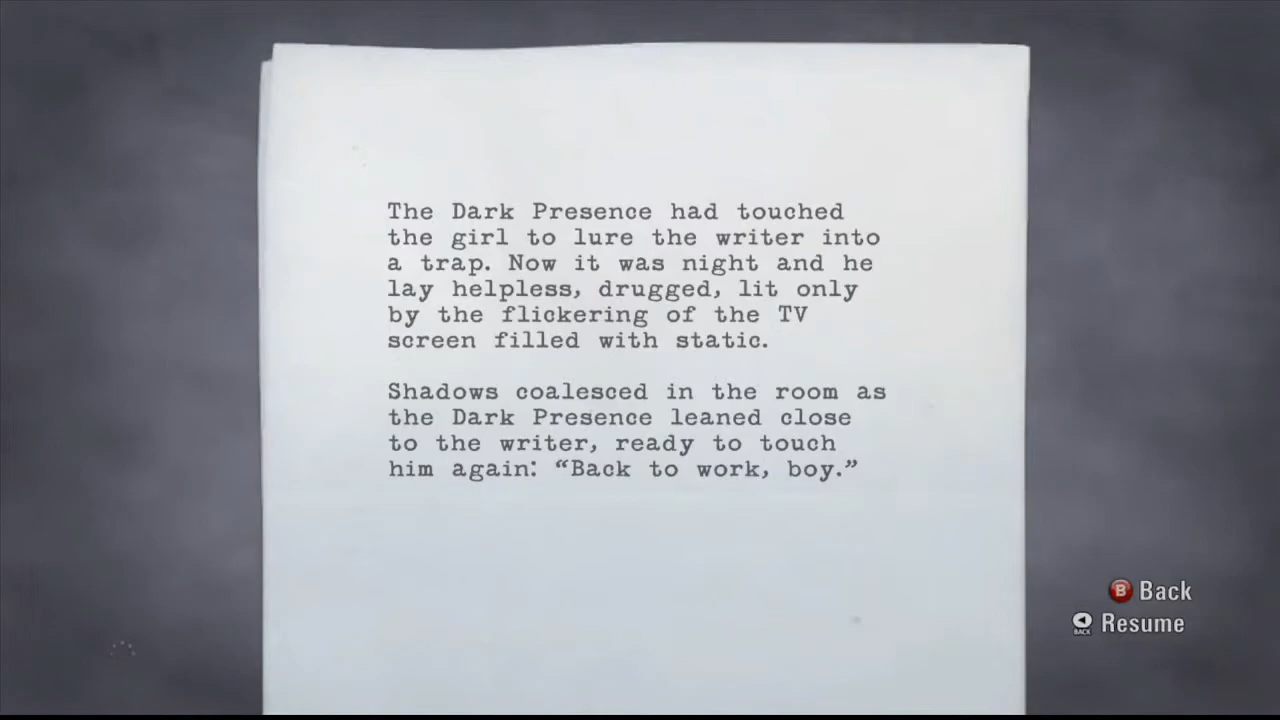 The Dark Presence had touched
the girl to lure the writer into
a trap. Now it was night and he
lay helpless, drugged, lit only
by the flickering of the TV
screen filled with static.
Shadows coalesced in the room as
the Dark Presence leaned close
to the writer, ready to touch
him again: “Back to work, boy.”
B Back
BACK Resume